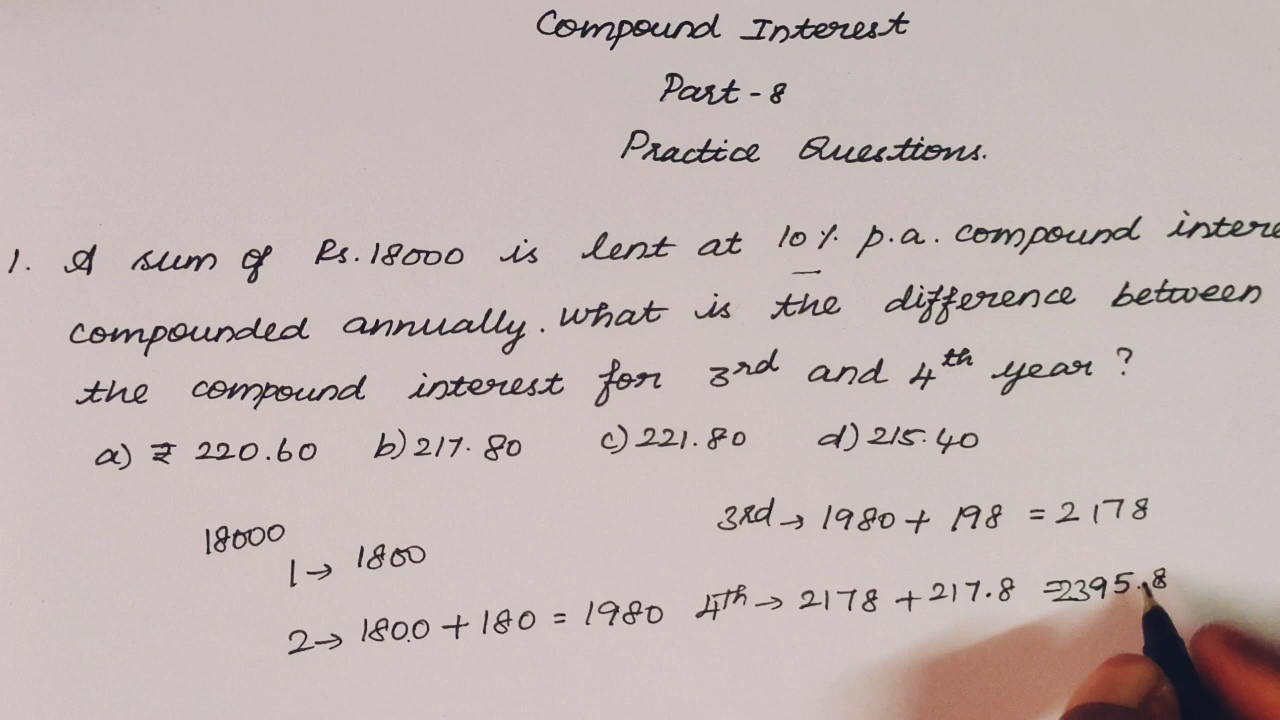 Compound Interest
Part - 8
Practice Questions.
1. A sum of Rs. 18000 is lent at 10% p.a. compound intere
compounded annually. What is the difference between
the compound interest for 3rd and 4th year ?
a) ₹ 220.60 b) 217.80 c) 221.80 d) 215.40
18000
1 → 1800
2 → 1800 + 180 = 1980
3rd → 1980 + 198 = 2178
4th → 2178 + 217.8 = 2395.8